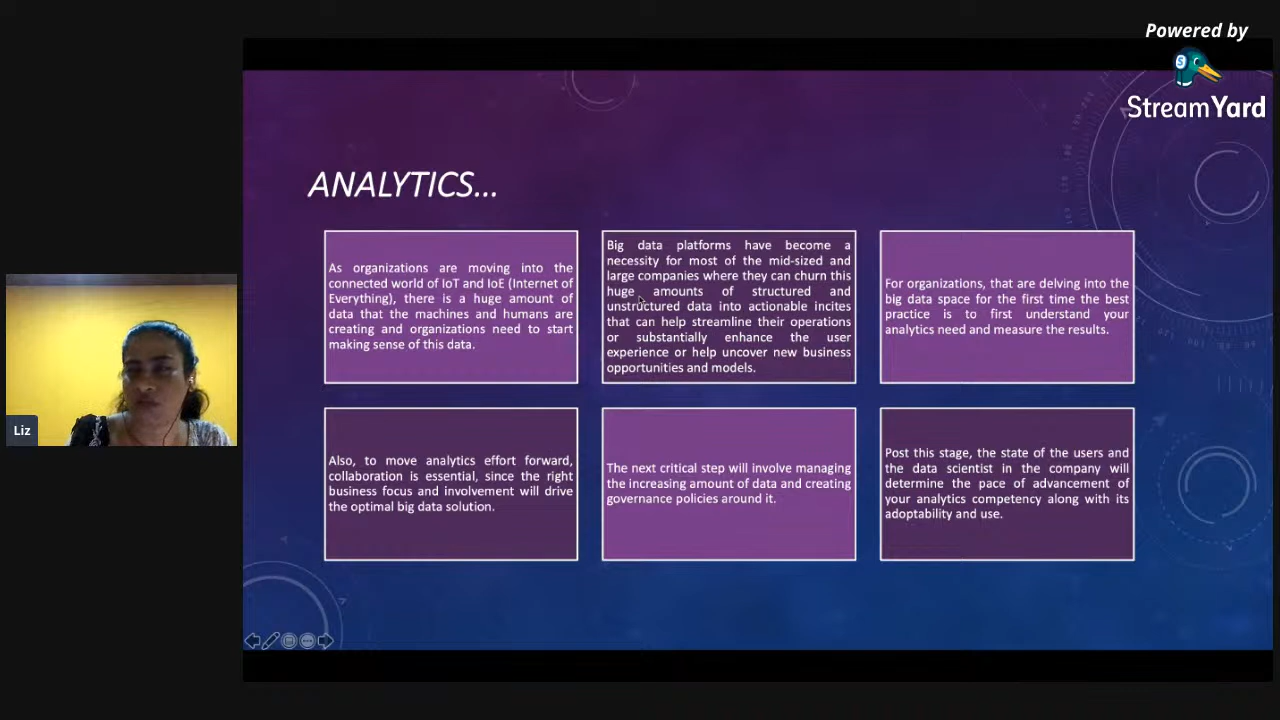 Powered by
StreamYard
ANALYTICS...
As organizations are moving into the
connected world of IoT and IoE (Internet of
Everything), there is a huge amount of
data that the machines and humans are
creating and organizations need to start
making sense of this data.
Big data platforms have become a
necessity for most of the mid-sized and
large companies where they can churn this
huge amounts of structured and
unstructured data into actionable incites
that can help streamline their operations
or substantially enhance the user
experience or help uncover new business
opportunities and models.
For organizations, that are delving into the
big data space for the first time the best
practice is to first understand your
analytics need and measure the results.
Also, to move analytics effort forward,
collaboration is essential, since the right
business focus and involvement will drive
the optimal big data solution.
The next critical step will involve managing
the increasing amount of data and creating
governance policies around it.
Post this stage, the state of the users and
the data scientist in the company will
determine the pace of advancement of
your analytics competency along with its
adoptability and use.
Liz